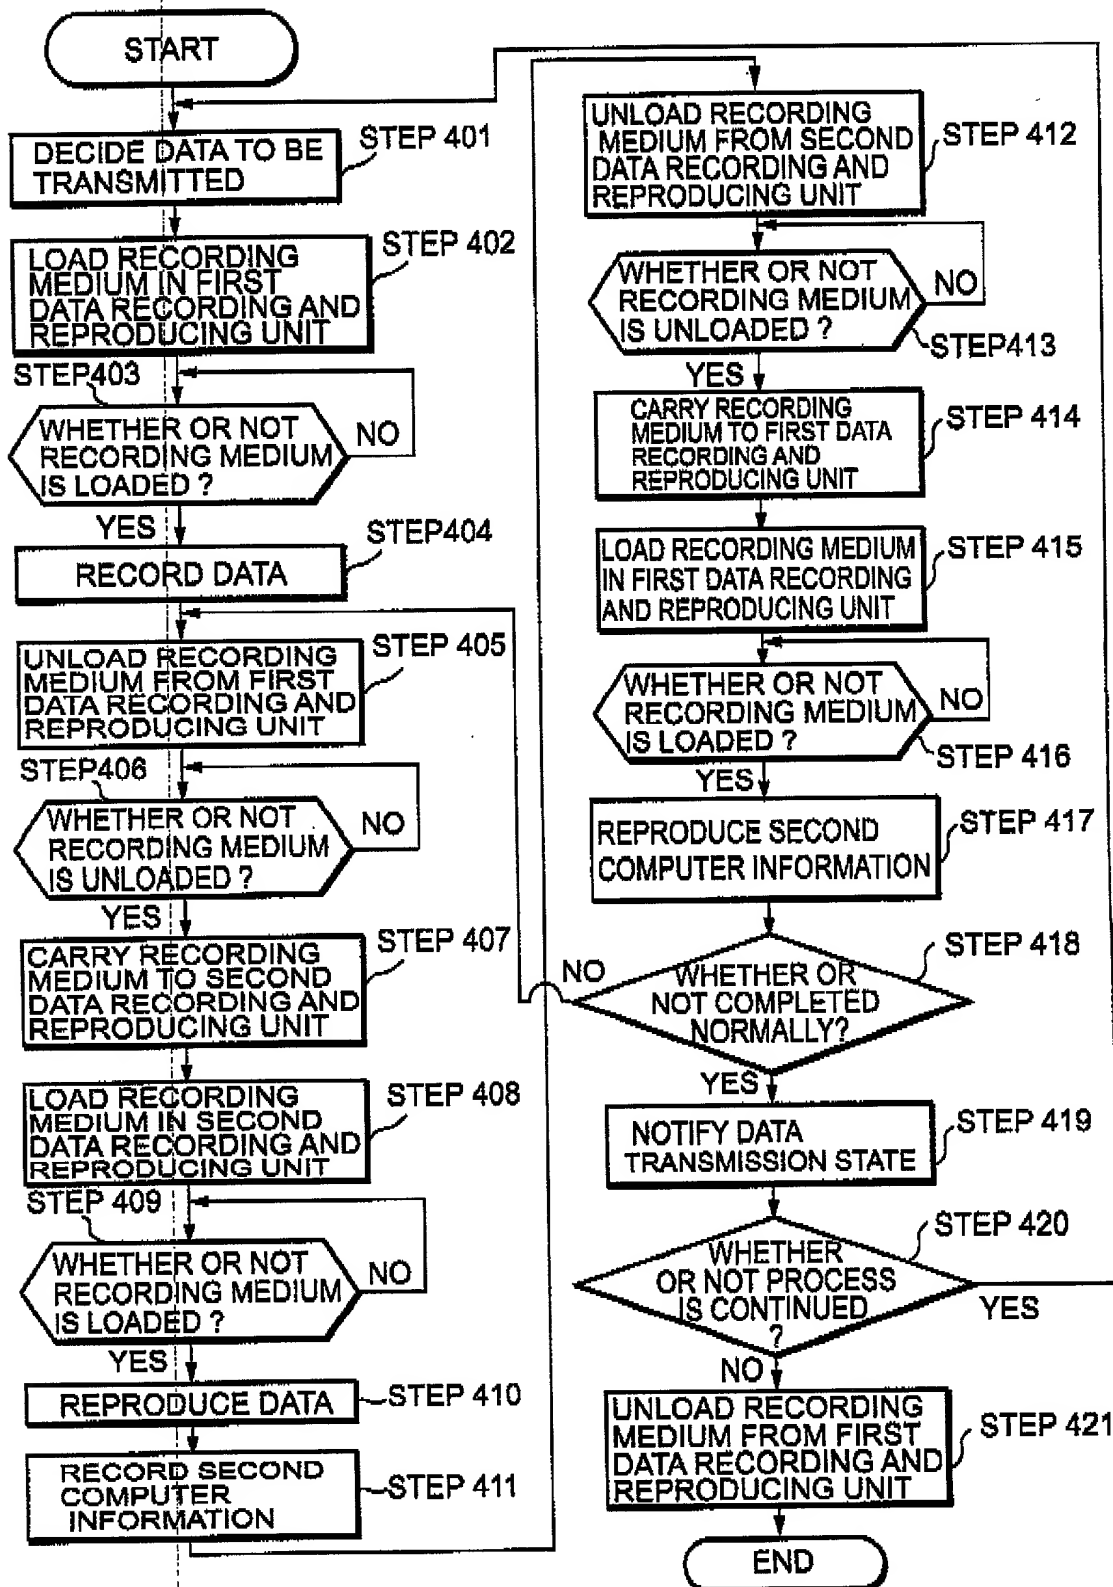 START
DECIDE DATA TO BE
TRANSMITTED
STEP 401
LOAD RECORDING
MEDIUM IN FIRST
DATA RECORDING AND
REPRODUCING UNIT
STEP 402
STEP403
WHETHER OR NOT
RECORDING MEDIUM
IS LOADED ?
NO
YES
STEP404
RECORD DATA
UNLOAD RECORDING
MEDIUM FROM FIRST
DATA RECORDING AND
REPRODUCING UNIT
STEP 405
STEP406
WHETHER OR NOT
RECORDING MEDIUM
IS UNLOADED ?
NO
YES
CARRY RECORDING
MEDIUM TO SECOND
DATA RECORDING AND
REPRODUCING UNIT
STEP 407
LOAD RECORDING
MEDIUM IN SECOND
DATA RECORDING AND
REPRODUCING UNIT
STEP 408
STEP 409
WHETHER OR NOT
RECORDING MEDIUM
IS LOADED ?
NO
YES
REPRODUCE DATA
STEP 410
RECORD SECOND
COMPUTER
INFORMATION
STEP 411
UNLOAD RECORDING
MEDIUM FROM SECOND
DATA RECORDING AND
REPRODUCING UNIT
STEP 412
WHETHER OR NOT
RECORDING MEDIUM
IS UNLOADED ?
NO
STEP413
YES
CARRY RECORDING
MEDIUM TO FIRST DATA
RECORDING AND
REPRODUCING UNIT
STEP 414
LOAD RECORDING MEDIUM
IN FIRST DATA RECORDING
AND REPRODUCING UNIT
STEP 415
WHETHER OR NOT
RECORDING MEDIUM
IS LOADED ?
NO
STEP 416
YES
REPRODUCE SECOND
COMPUTER INFORMATION
STEP 417
STEP 418
NO
WHETHER OR
NOT COMPLETED
NORMALLY?
YES
NOTIFY DATA
TRANSMISSION STATE
STEP 419
STEP 420
WHETHER
OR NOT PROCESS
IS CONTINUED
?
YES
NO
UNLOAD RECORDING
MEDIUM FROM FIRST
DATA RECORDING AND
REPRODUCING UNIT
STEP 421
END